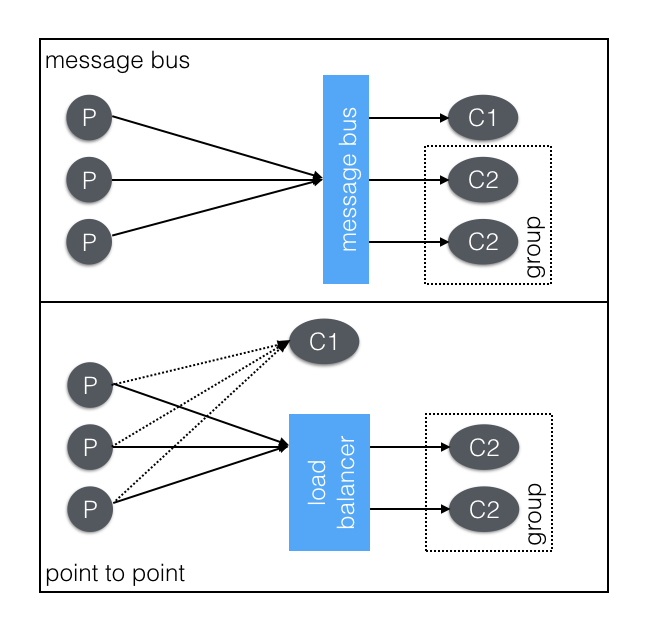 message bus
P
P
P
message bus
C1
C2
C2
group
C1
P
P
P
load
balancer
C2
C2
group
point to point